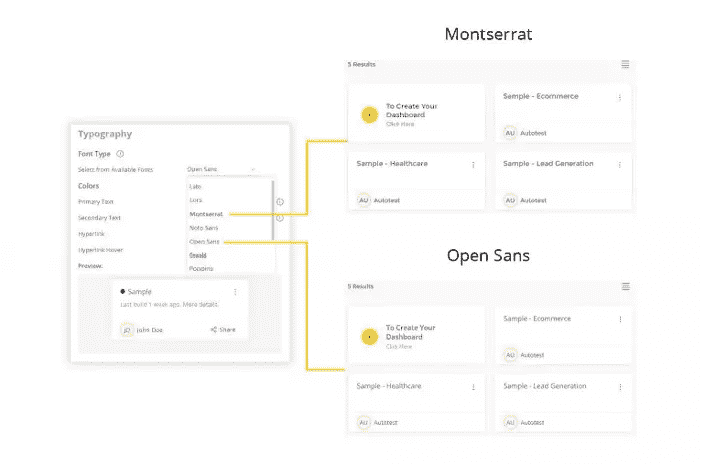 Montserrat
5 Results
To Create Your
Dashboard
Click Here
Sample - Ecommerce
AU Autotest
Sample - Healthcare
AU Autotest
Sample - Lead Generation
AU Autotest
Typography
Font Type
Select from Available Fonts
Open Sans
Colors
Primary Text
Secondary Text
Hyperlink
Hyperlink Hover
Preview
Lato
Lora
Montserrat
Noto Sans
Open Sans
Poppins
Sample
Last build 1 week ago. More details.
JD John Doe
Share
Open Sans
5 Results
To Create Your
Dashboard
Click Here
Sample - Ecommerce
AU Autotest
Sample - Healthcare
AU Autotest
Sample - Lead Generation
AU Autotest